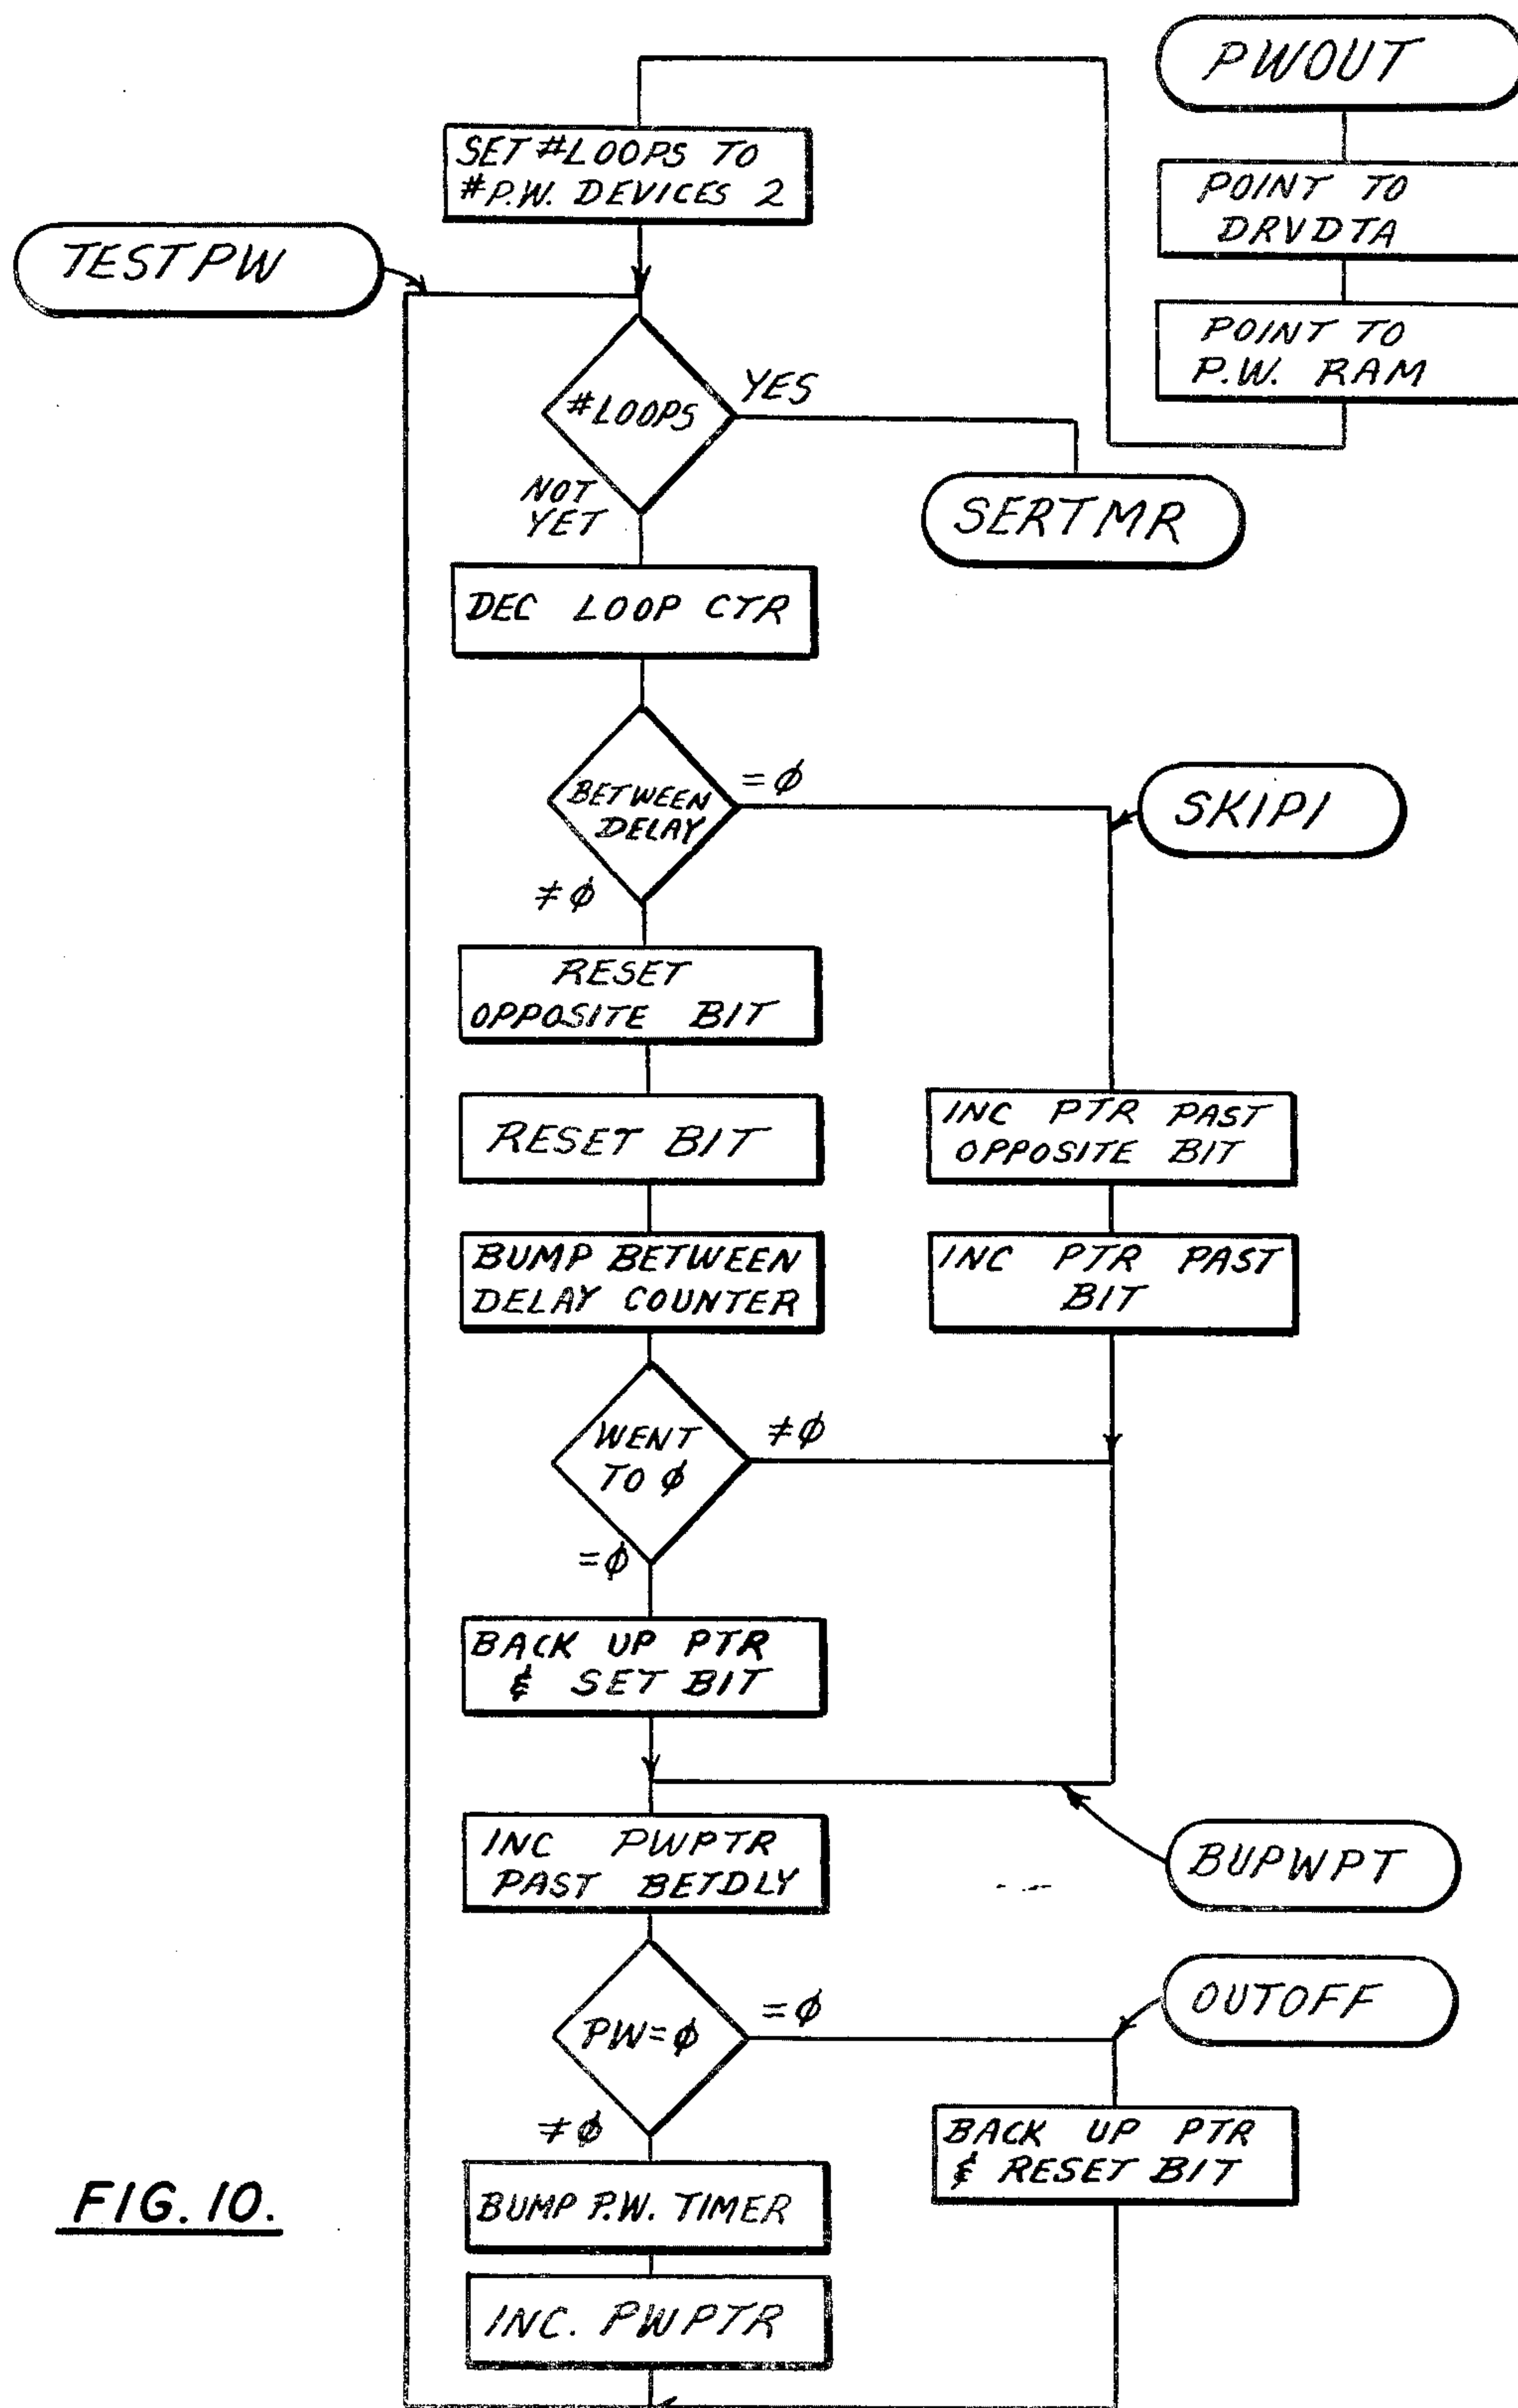 PWOUT
POINT TO
DRVDTA
POINT TO
P.W. RAM
SET #LOOPS TO
#P.W. DEVICES 2
TESTPW
#LOOPS
YES
NOT
YET
SERTMR
DEC LOOP CTR
BETWEEN
DELAY
=ϕ
≠ϕ
SKIPI
RESET
OPPOSITE BIT
RESET BIT
BUMP BETWEEN
DELAY COUNTER
INC PTR PAST
OPPOSITE BIT
INC PTR PAST
BIT
WENT
TO ϕ
≠ϕ
=ϕ
BACK UP PTR
& SET BIT
INC PWPTR
PAST BETDLY
BUPWPT
PW=ϕ
=ϕ
≠ϕ
OUTOFF
BACK UP PTR
& RESET BIT
BUMP P.W. TIMER
INC. PWPTR
FIG. 10.